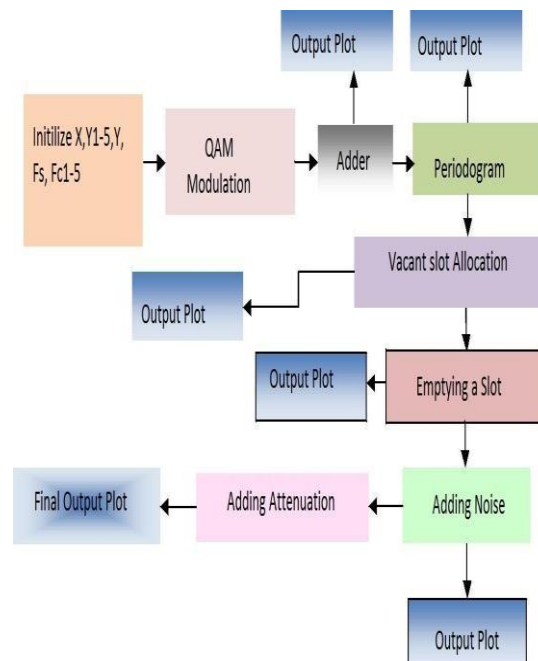 Output Plot
Output Plot
Initilize X,Y1-5,Y,
Fs, Fc1-5
QAM
Modulation
Adder
Periodogram
Vacant slot Allocation
Output Plot
Output Plot
Emptying a Slot
Final Output Plot
Adding Attenuation
Adding Noise
Output Plot